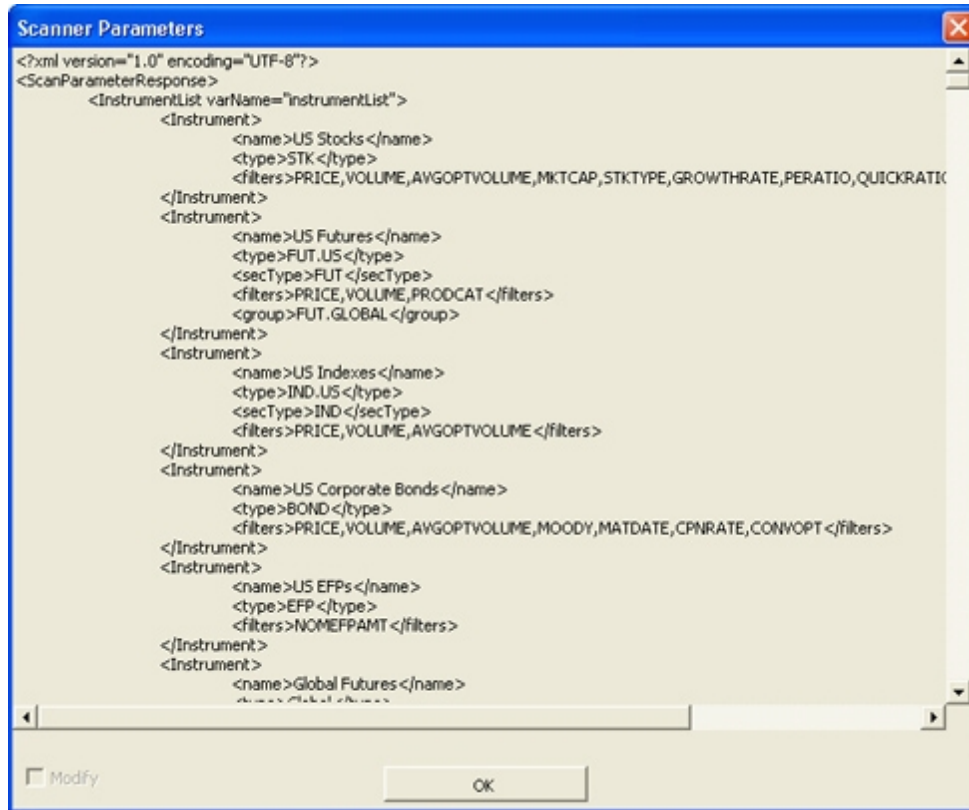 Scanner Parameters
<?xml version="1.0" encoding="UTF-8"?>
<ScanParameterResponse>
<InstrumentList varName="instrumentList">
<Instrument>
<name>US Stocks</name>
<type>STK</type>
<filters>PRICE,VOLUME,AVGOPTVOLUME,MKTCAP,STKTYPE,GROWTHRATE,PERATIO,QUICKRATIO
</Instrument>
<Instrument>
<name>US Futures</name>
<type>FUT.US</type>
<secType>FUT</secType>
<filters>PRICE,VOLUME,PRODCAT</filters>
<group>FUT.GLOBAL</group>
</Instrument>
<Instrument>
<name>US Indexes</name>
<type>IND.US</type>
<secType>IND</secType>
<filters>PRICE,VOLUME,AVGOPTVOLUME</filters>
</Instrument>
<Instrument>
<name>US Corporate Bonds</name>
<type>BOND</type>
<filters>PRICE,VOLUME,AVGOPTVOLUME,MOODY,MATDATE,CPNRATE,CONVOPT</filters>
</Instrument>
<Instrument>
<name>US EFPs</name>
<type>EFP</type>
<filters>NOMEFPAMT</filters>
</Instrument>
<Instrument>
<name>Global Futures</name>
Modify
OK